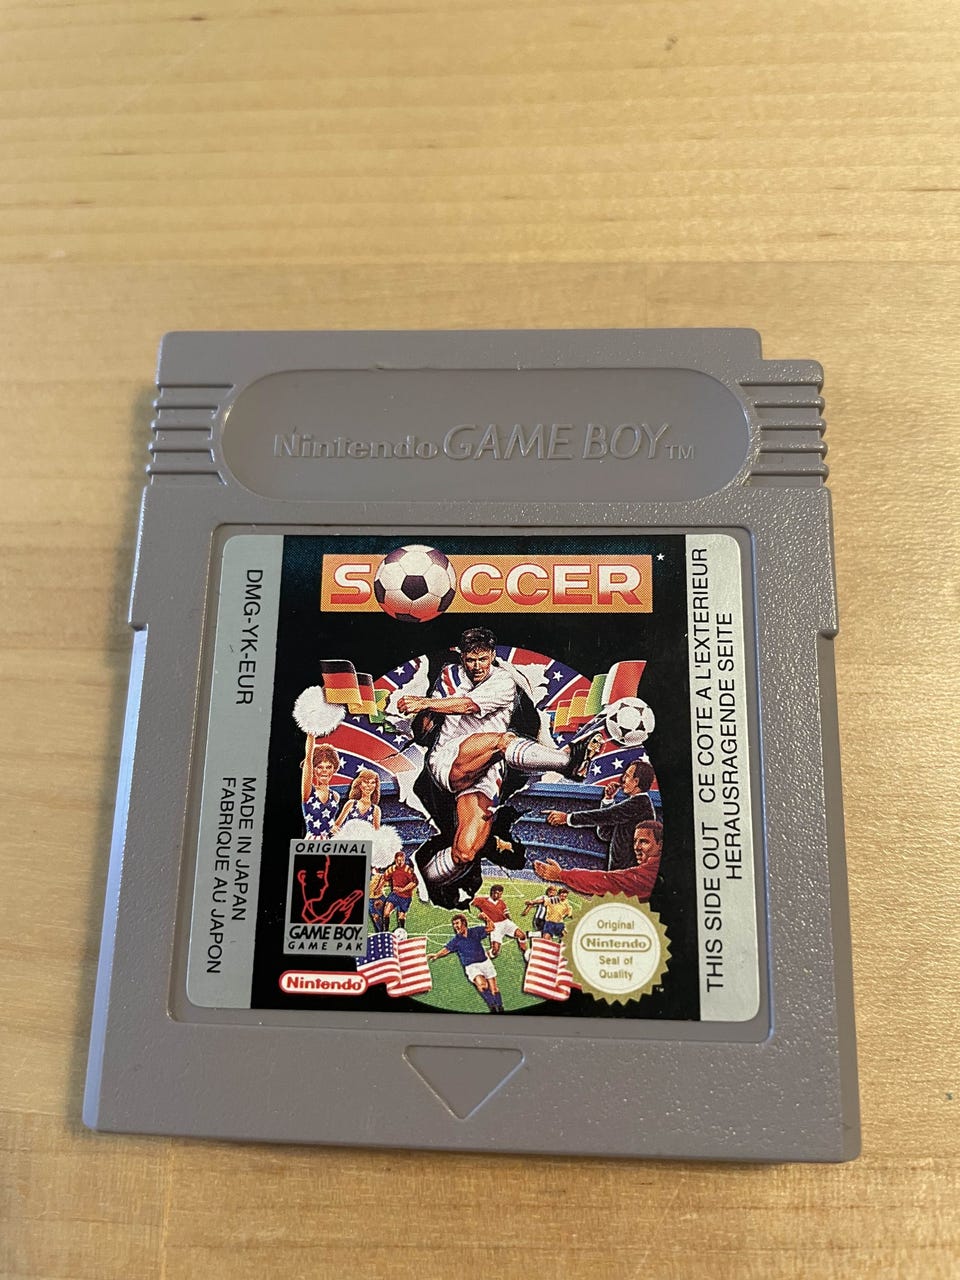 Nintendo GAME BOY TM
SOCCER
DMG-YK-EUR
MADE IN JAPAN
FABRIQUE AU JAPON
THIS SIDE OUT CE COTE A L'EXTERIEUR
HERAUSRAGENDE SEITE
ORIGINAL
GAME BOY
GAME PAK
Nintendo
Original
Nintendo
Seal of
Quality